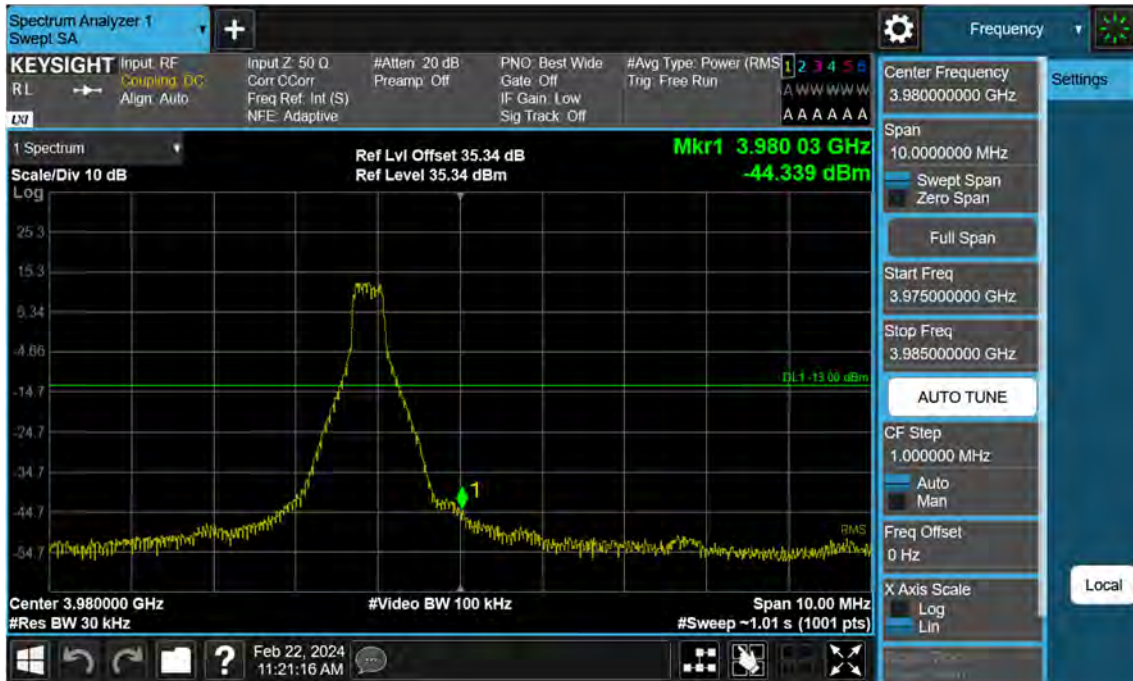 Spectrum Analyzer 1
Swept SA
+
Frequency
KEYSIGHT
RL
LXI
Input: RF
Coupling: DC
Align: Auto
Input Z: 50 Ω
Corr CCorr
Freq Ref: Int (S)
NFE: Adaptive
#Atten: 20 dB
Preamp: Off
PNO: Best Wide
Gate: Off
IF Gain: Low
Sig Track: Off
#Avg Type: Power (RMS
Trig: Free Run
1 2 3 4 5 6
A W W W W W
A A A A A A
1 Spectrum
Scale/Div 10 dB
Log
Ref Lvl Offset 35.34 dB
Ref Level 35.34 dBm
Mkr1 3.980 03 GHz
-44.339 dBm
25.3
15.3
5.34
-4.66
-14.7
-24.7
-34.7
-44.7
-54.7
DL1 -13.00 dBm
1
RMS
Center 3.980000 GHz
#Res BW 30 kHz
#Video BW 100 kHz
Span 10.00 MHz
#Sweep ~1.01 s (1001 pts)
Center Frequency
3.980000000 GHz
Span
10.0000000 MHz
Swept Span
Zero Span
Full Span
Start Freq
3.975000000 GHz
Stop Freq
3.985000000 GHz
AUTO TUNE
CF Step
1.000000 MHz
Auto
Man
Freq Offset
0 Hz
X Axis Scale
Log
Lin
Settings
Local
?
Feb 22, 2024
11:21:16 AM